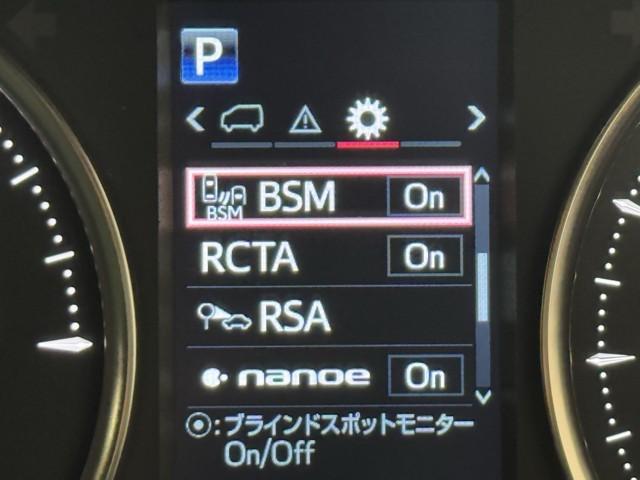 P
BSM BSM On
RCTA On
RSA
nanoe On
◉:ブラインドスポットモニター
On/Off